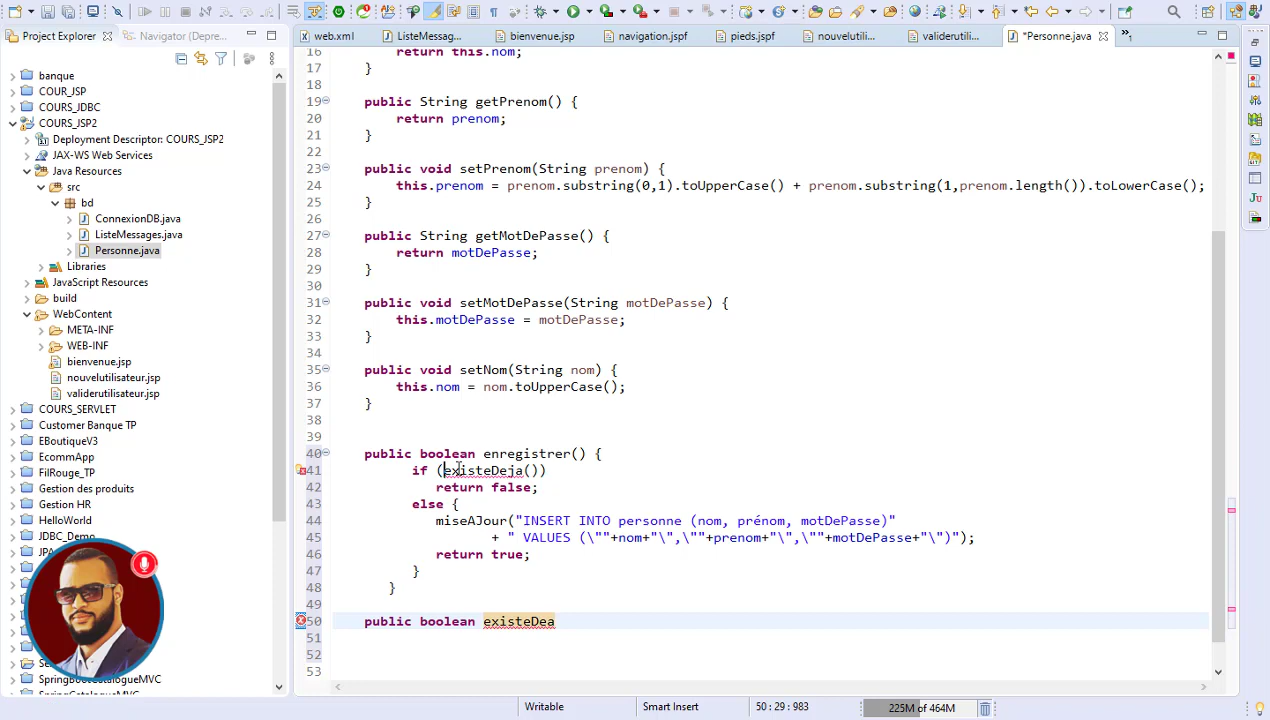 Project Explorer
Navigator (Depre...
web.xml
ListeMessag...
bienvenue.jsp
navigation.jspf
pieds.jspf
nouvelutili...
validerutili...
*Personne.java
»1
banque
COUR_JSP
COURS_JDBC
COURS_JSP2
Deployment Descriptor: COURS_JSP2
JAX-WS Web Services
Java Resources
src
bd
ConnexionDB.java
ListeMessages.java
Personne.java
Libraries
JavaScript Resources
build
WebContent
META-INF
WEB-INF
bienvenue.jsp
nouvelutilisateur.jsp
validerutilisateur.jsp
COURS_SERVLET
Customer Banque TP
EBoutiqueV3
EcommApp
FilRouge_TP
Gestion des produits
Gestion HR
HelloWorld
JDBC_Demo
SpringBootCatalogueMVC
SpringCatalogueMVC
16 return this.nom;
17 }
18
19 public String getPrenom() {
20 return prenom;
21 }
22
23 public void setPrenom(String prenom) {
24 this.prenom = prenom.substring(0,1).toUpperCase() + prenom.substring(1,prenom.length()).toLowerCase();
25 }
26
27 public String getMotDePasse() {
28 return motDePasse;
29 }
30
31 public void setMotDePasse(String motDePasse) {
32 this.motDePasse = motDePasse;
33 }
34
35 public void setNom(String nom) {
36 this.nom = nom.toUpperCase();
37 }
38
39
40 public boolean enregistrer() {
41 if (existeDeja())
42 return false;
43 else {
44 miseAJour("INSERT INTO personne (nom, prénom, motDePasse)"
45 + " VALUES (\""+nom+"\",\""+prenom+"\",\""+motDePasse+"\")");
46 return true;
47 }
48 }
49
50 public boolean existeDea
51
52
53
Writable
Smart Insert
50 : 29 : 983
225M of 464M